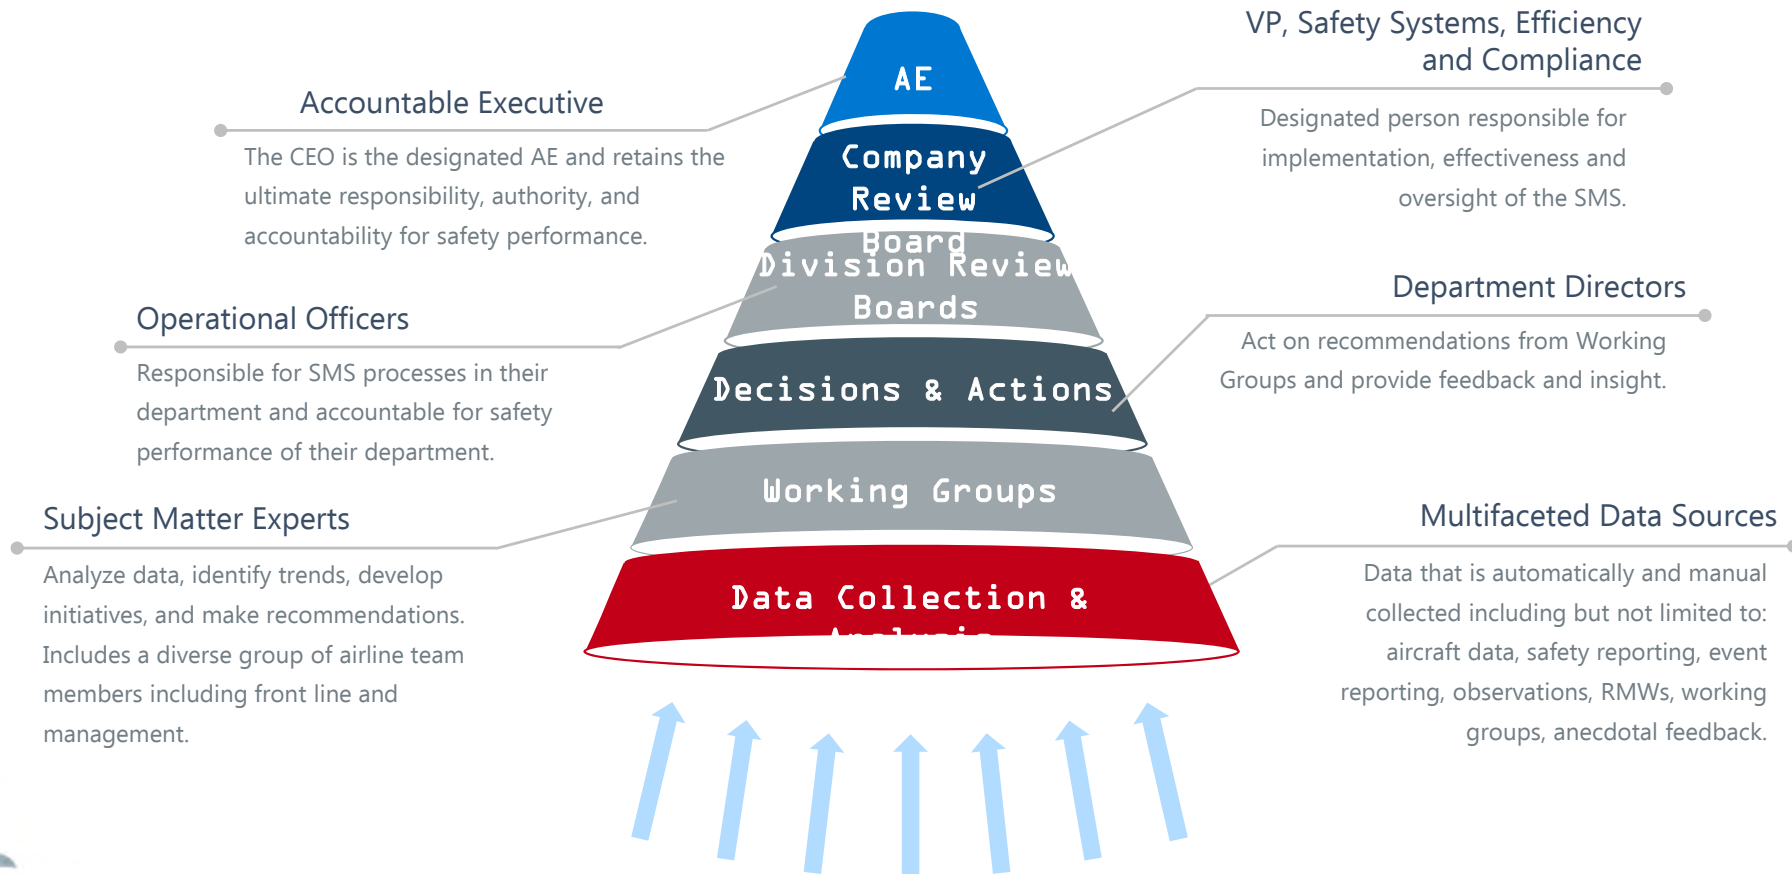 VP, Safety Systems, Efficiency
and Compliance
Designated person responsible for
implementation, effectiveness and
oversight of the SMS.
Accountable Executive
The CEO is the designated AE and retains the
ultimate responsibility, authority, and
accountability for safety performance.
AE
Company
Review
Board
Division Review
Boards
Decisions & Actions
Working Groups
Data Collection &
Analysis
Department Directors
Act on recommendations from Working
Groups and provide feedback and insight.
Operational Officers
Responsible for SMS processes in their
department and accountable for safety
performance of their department.
Subject Matter Experts
Analyze data, identify trends, develop
initiatives, and make recommendations.
Includes a diverse group of airline team
members including front line and
management.
Multifaceted Data Sources
Data that is automatically and manual
collected including but not limited to:
aircraft data, safety reporting, event
reporting, observations, RMWs, working
groups, anecdotal feedback.